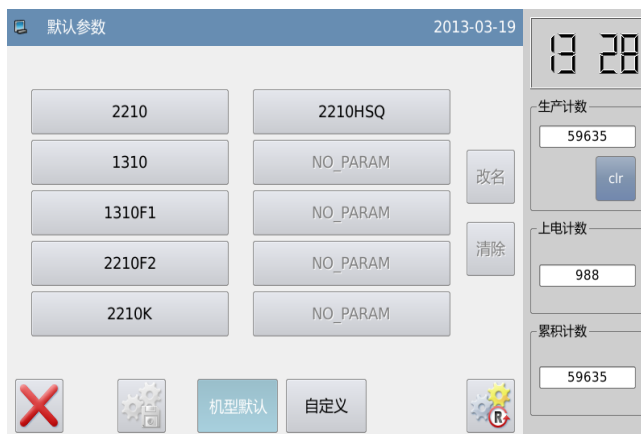 默认参数 2013-03-19
13 28
2210 2210HSQ
1310 NO_PARAM
1310F1 NO_PARAM
2210F2 NO_PARAM
2210K NO_PARAM
改名
清除
机型默认 自定义
R
生产计数
59635
clr
上电计数
988
累积计数
59635